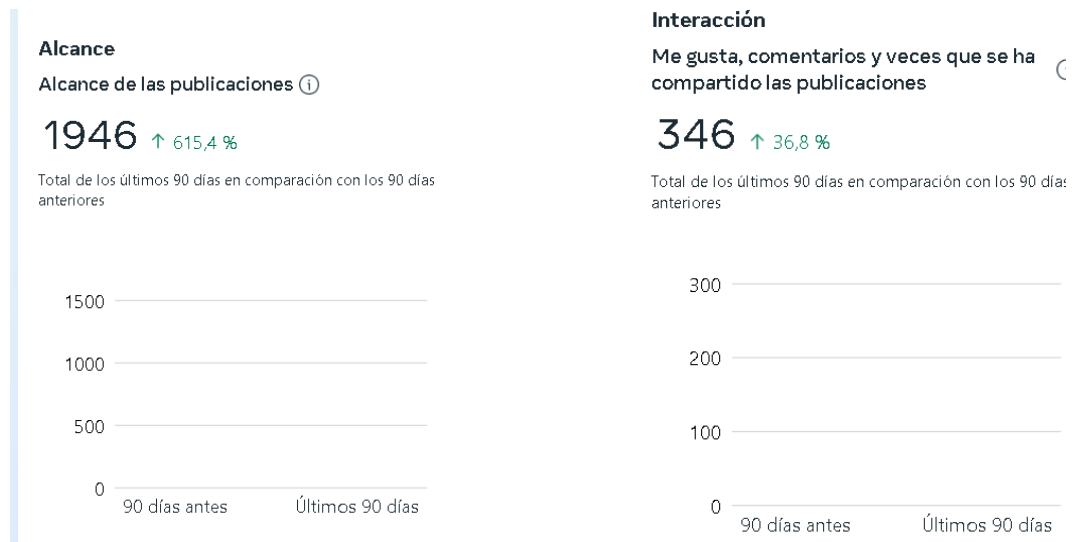 Alcance
Alcance de las publicaciones
1946 ↑ 615,4 %
Total de los últimos 90 días en comparación con los 90 días
anteriores
1500
1000
500
0
90 días antes
Últimos 90 días
Interacción
Me gusta, comentarios y veces que se ha
compartido las publicaciones
346 ↑ 36,8 %
Total de los últimos 90 días en comparación con los 90 días
anteriores
300
200
100
0
90 días antes
Últimos 90 días